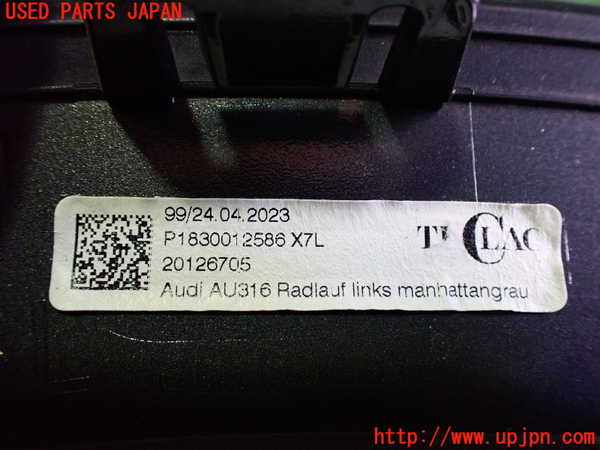 USED PARTS JAPAN
99/24.04.2023
P1830012586 X7L
20126705
Audi AU316 Radlauf links manhattangrau
http://www.upjpn.com